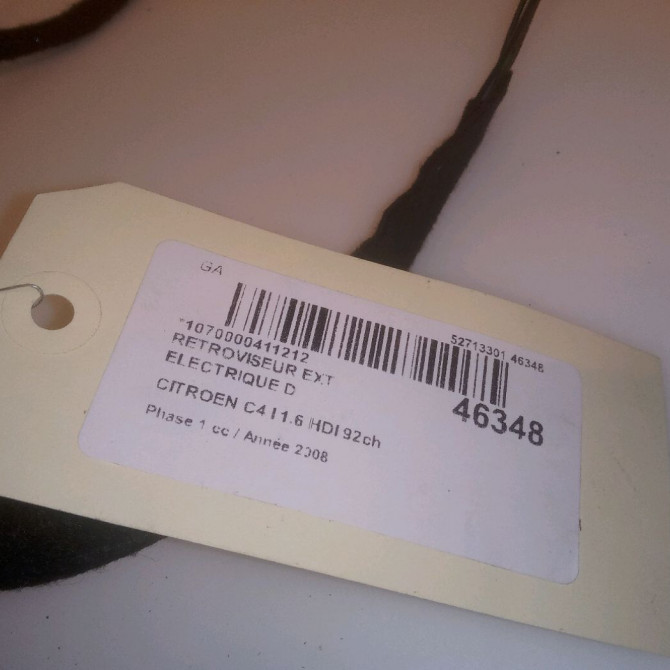 GA
52713301 46348
*1070000411212
RETROVISEUR EXT
ELECTRIQUE D
46348
CITROEN C4 I 1.6 HDI 92ch
Phase 1 cc / Année 2008